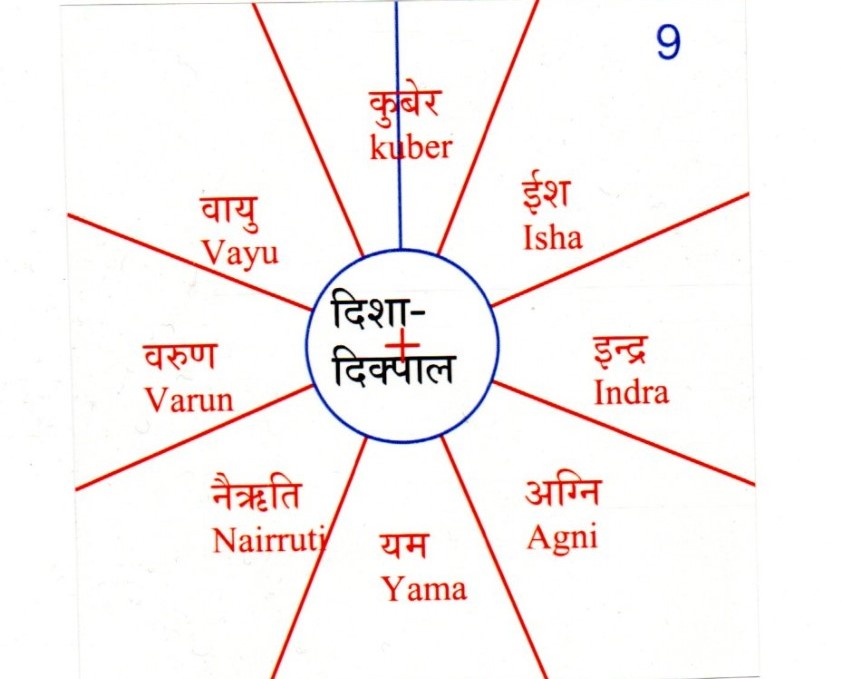 9
कुबेर
kuber
ईश
Isha
वायु
Vayu
दिशा-
दिक्पाल
इन्द्र
Indra
वरुण
Varun
नैऋति
Nairruti
यम
Yama
अग्नि
Agni